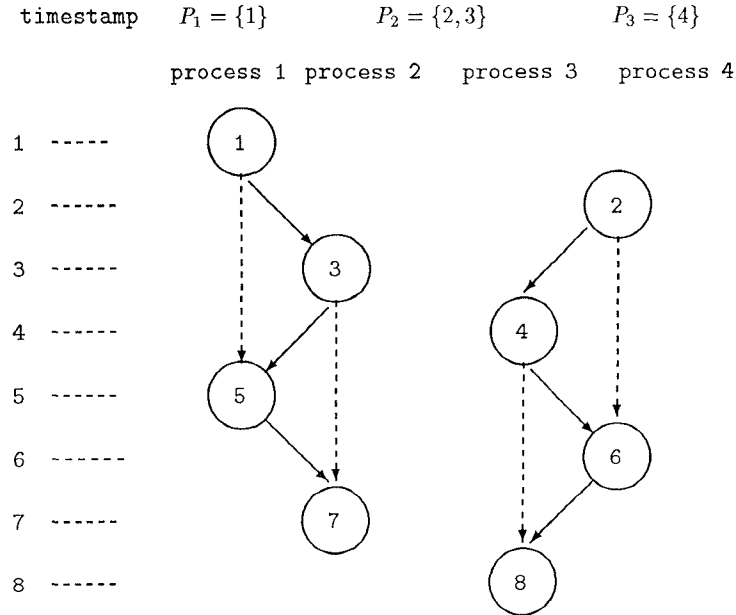 timestamp P₁ = {1} P₂ = {2, 3} P₃ = {4}
process 1 process 2 process 3 process 4
1 ----- 1
2 ------ 2
3 ------ 3
4 ------ 4
5 ------ 5
6 ------- 6
7 ------ 7
8 ------ 8